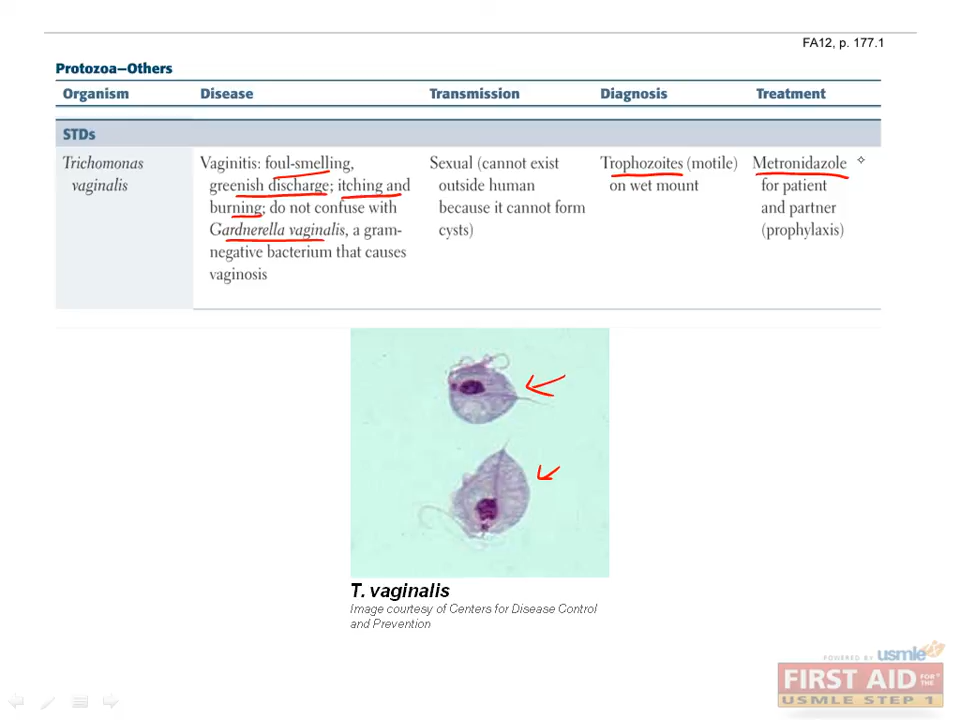 FA12, p. 177.1
Protozoa—Others
Organism Disease Transmission Diagnosis Treatment
STDs
Trichomonas Vaginitis: foul-smelling, Sexual (cannot exist Trophozoites (motile) Metronidazole
vaginalis greenish discharge; itching and outside human on wet mount for patient
burning; do not confuse with because it cannot form and partner
Gardnerella vaginalis, a gram- cysts) (prophylaxis)
negative bacterium that causes
vaginosis
T. vaginalis
Image courtesy of Centers for Disease Control
and Prevention
POWERED BY usmlerx
FIRST AID FOR THE
USMLE STEP 1